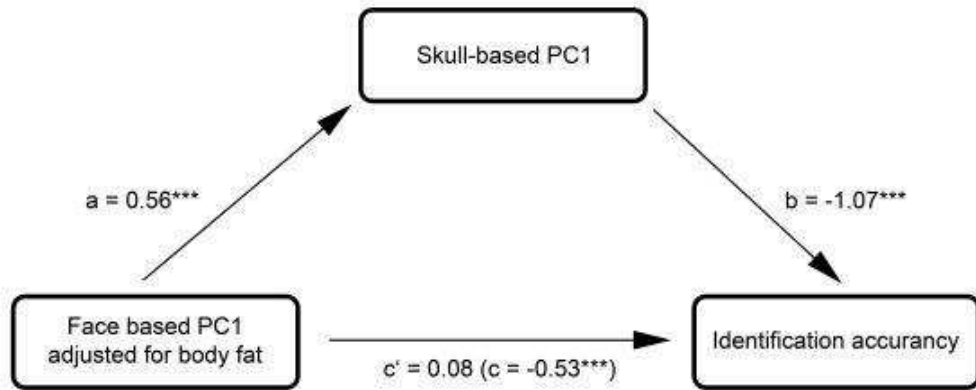 Skull-based PC1
a = 0.56***
b = -1.07***
Face based PC1
adjusted for body fat
Identification accurancy
c‘ = 0.08 (c = -0.53***)